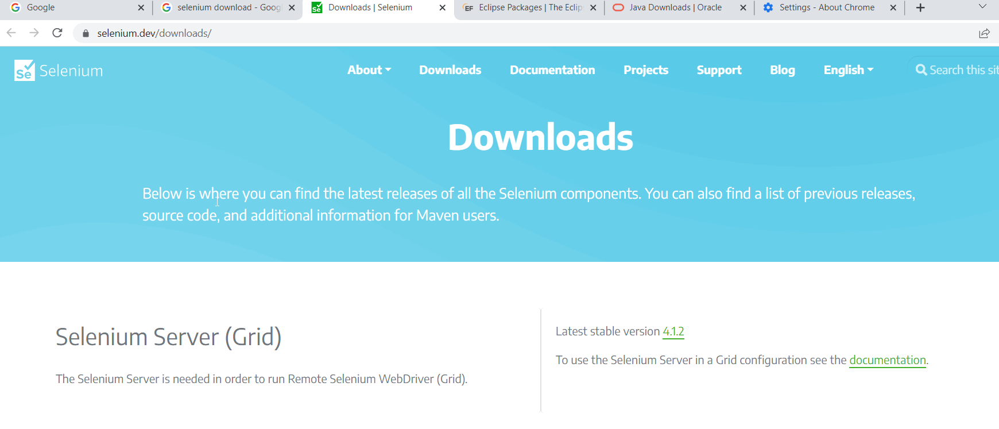 Google
selenium download - Goog
Downloads | Selenium
Eclipse Packages | The Eclip
Java Downloads | Oracle
Settings - About Chrome
selenium.dev/downloads/
Se Selenium
About
Downloads
Documentation
Projects
Support
Blog
English
Search this sit
Downloads
Below is where you can find the latest releases of all the Selenium components. You can also find a list of previous releases,
source code, and additional information for Maven users.
Selenium Server (Grid)
The Selenium Server is needed in order to run Remote Selenium WebDriver (Grid).
Latest stable version 4.1.2
To use the Selenium Server in a Grid configuration see the documentation.